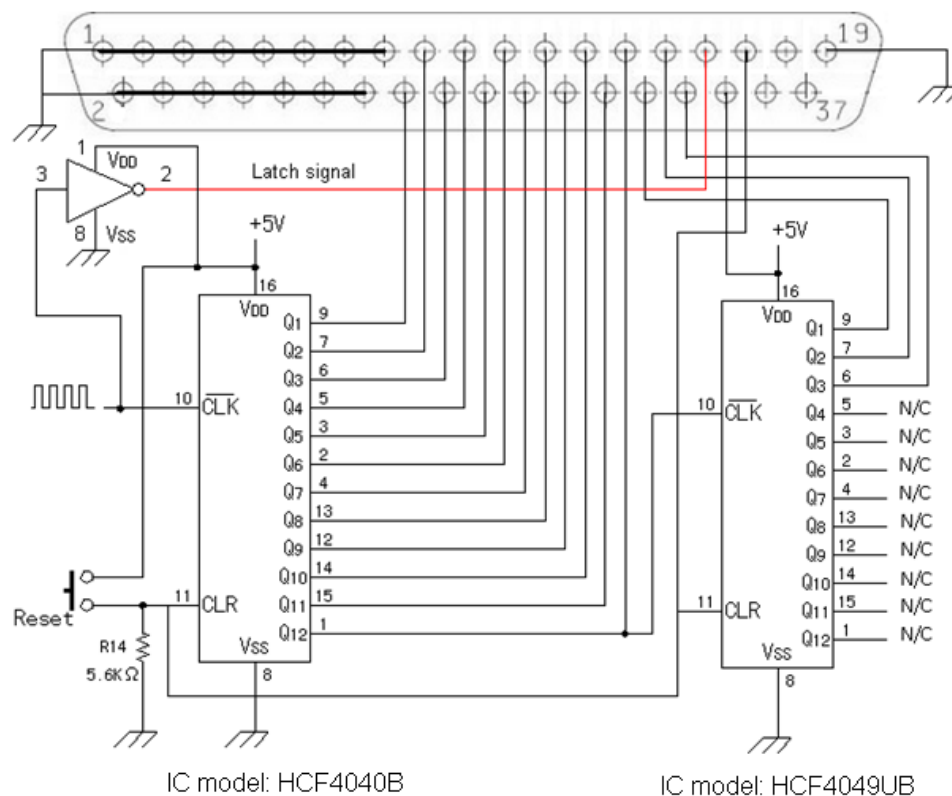 1 19
2 37
1 VDD
3 2 Latch signal
8 VSS
+5V +5V
16 16
VDD VDD
Q1 9 Q1 9
Q2 7 Q2 7
Q3 6 Q3 6
10 CLK Q4 5 10 CLK Q4 5 N/C
Q5 3 Q5 3 N/C
Q6 2 Q6 2 N/C
Q7 4 Q7 4 N/C
Q8 13 Q8 13 N/C
Q9 12 Q9 12 N/C
Q10 14 Q10 14 N/C
Reset 11 CLR Q11 15 11 CLR Q11 15 N/C
Q12 1 Q12 1 N/C
R14 VSS VSS
5.6KΩ 8 8
IC model: HCF4040B IC model: HCF4049UB